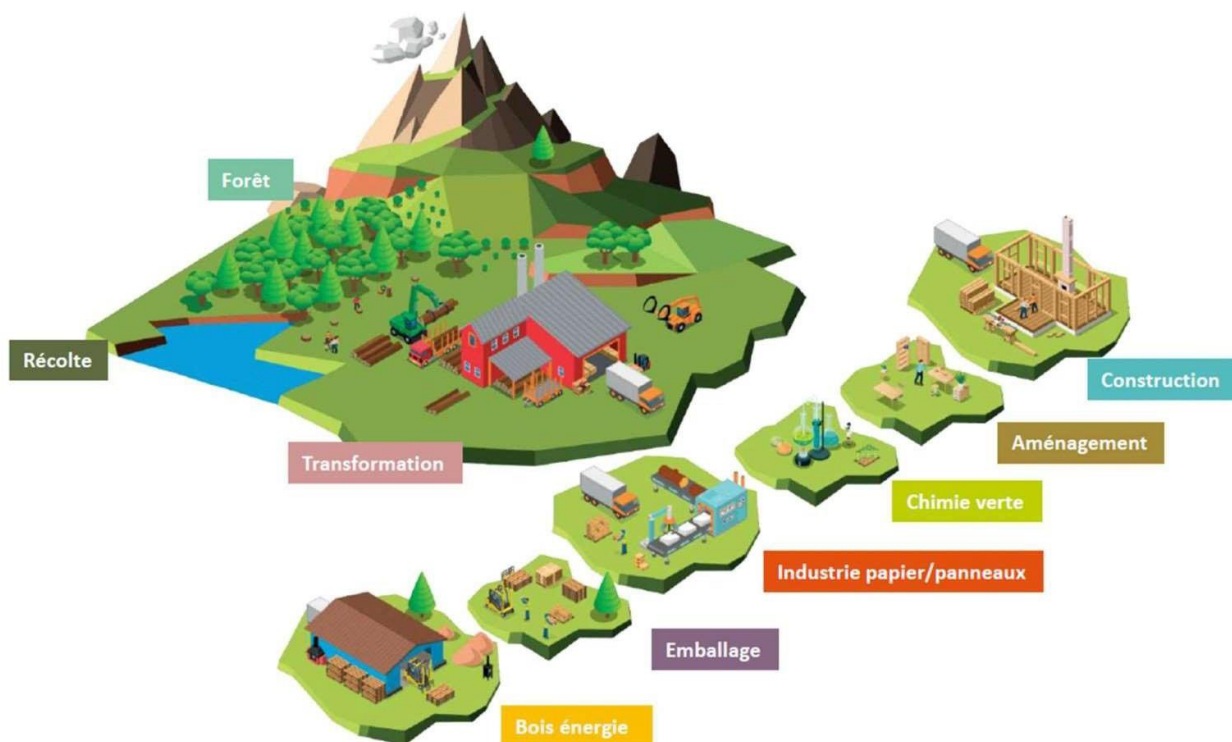 Forêt
Récolte
Transformation
Construction
Aménagement
Chimie verte
Industrie papier/panneaux
Emballage
Bois énergie